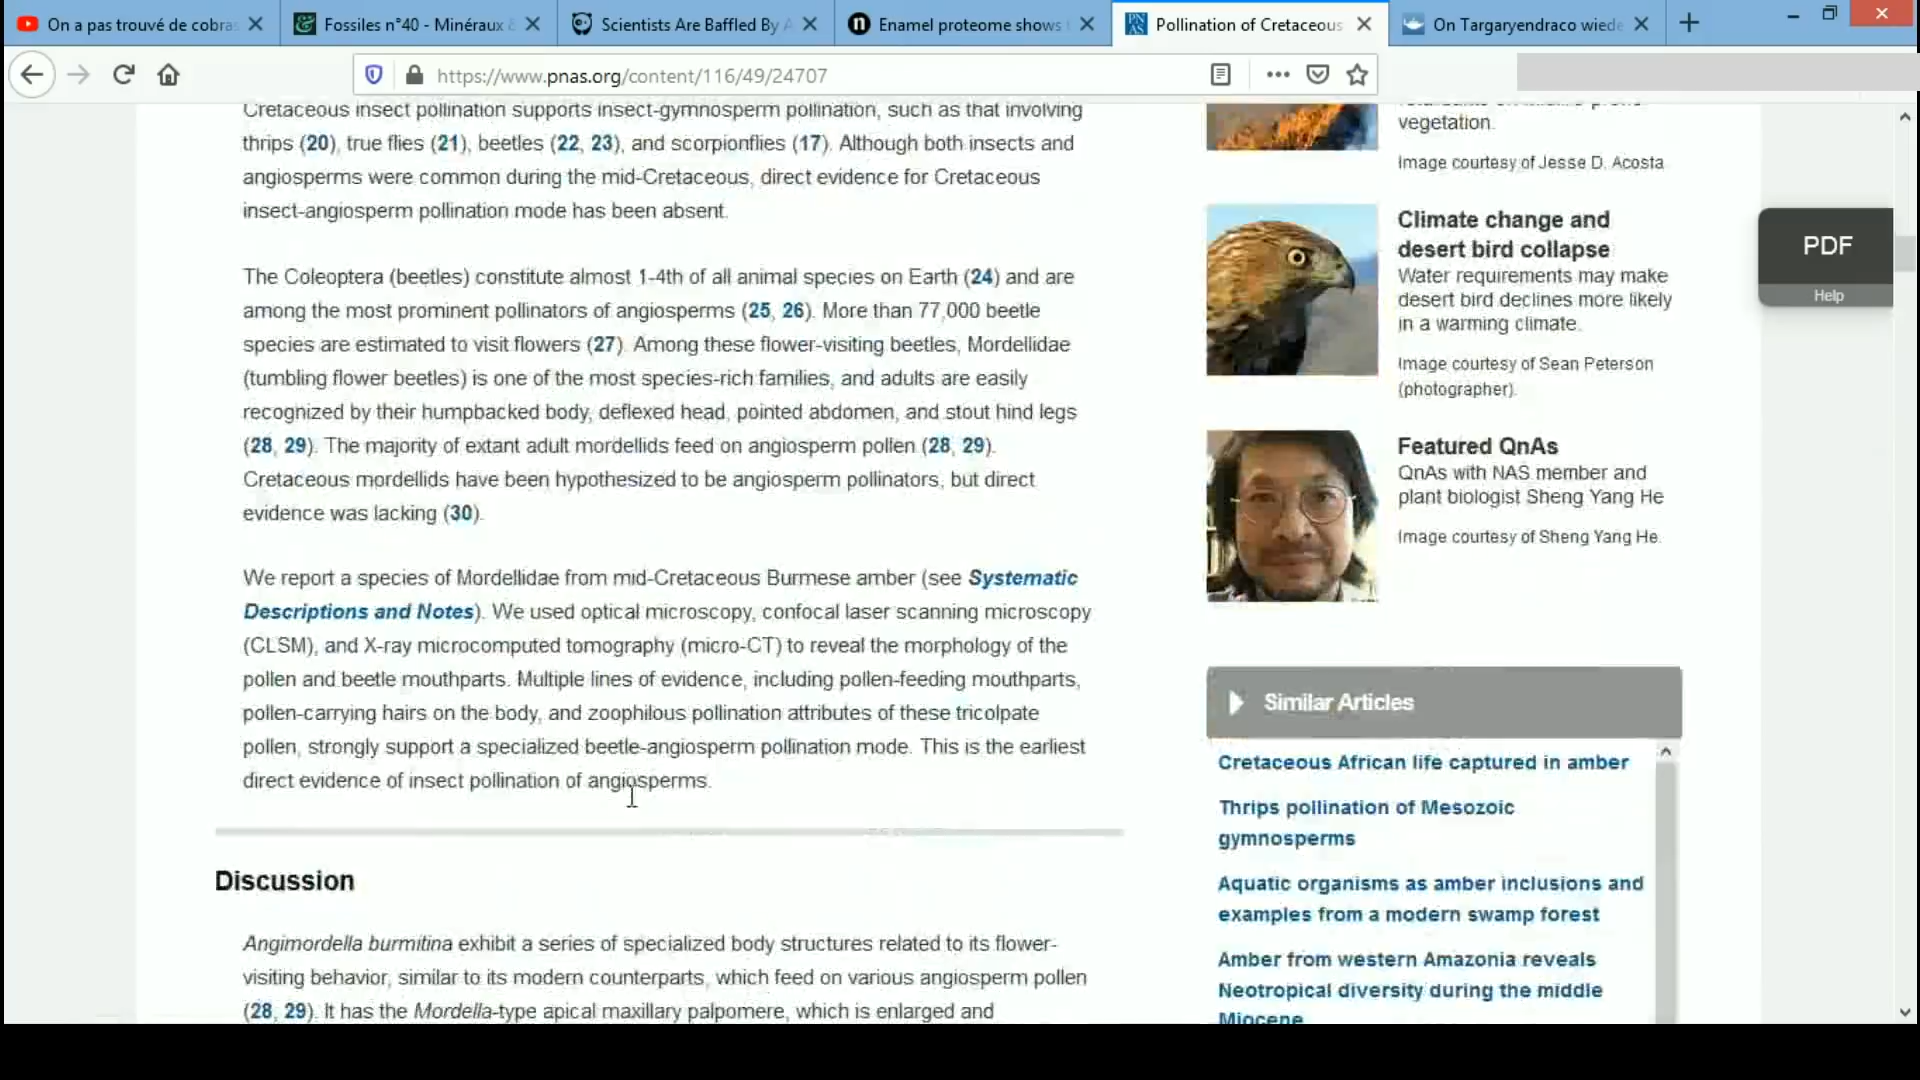 On a pas trouvé de cobras
Fossiles n°40 - Minéraux &
Scientists Are Baffled By A
Enamel proteome shows
Pollination of Cretaceous
On Targaryendraco wiede
https://www.pnas.org/content/116/49/24707
Cretaceous insect pollination supports insect-gymnosperm pollination, such as that involving
thrips (20), true flies (21), beetles (22, 23), and scorpionflies (17). Although both insects and
angiosperms were common during the mid-Cretaceous, direct evidence for Cretaceous
insect-angiosperm pollination mode has been absent.
The Coleoptera (beetles) constitute almost 1-4th of all animal species on Earth (24) and are
among the most prominent pollinators of angiosperms (25, 26). More than 77,000 beetle
species are estimated to visit flowers (27). Among these flower-visiting beetles, Mordellidae
(tumbling flower beetles) is one of the most species-rich families, and adults are easily
recognized by their humpbacked body, deflexed head, pointed abdomen, and stout hind legs
(28, 29). The majority of extant adult mordellids feed on angiosperm pollen (28, 29).
Cretaceous mordellids have been hypothesized to be angiosperm pollinators, but direct
evidence was lacking (30).
We report a species of Mordellidae from mid-Cretaceous Burmese amber (see Systematic
Descriptions and Notes). We used optical microscopy, confocal laser scanning microscopy
(CLSM), and X-ray microcomputed tomography (micro-CT) to reveal the morphology of the
pollen and beetle mouthparts. Multiple lines of evidence, including pollen-feeding mouthparts,
pollen-carrying hairs on the body, and zoophilous pollination attributes of these tricolpate
pollen, strongly support a specialized beetle-angiosperm pollination mode. This is the earliest
direct evidence of insect pollination of angiosperms.
Discussion
Angimordella burmitina exhibit a series of specialized body structures related to its flower-
visiting behavior, similar to its modern counterparts, which feed on various angiosperm pollen
(28, 29). It has the Mordella-type apical maxillary palpomere, which is enlarged and
vegetation.
Image courtesy of Jesse D. Acosta
Climate change and
desert bird collapse
Water requirements may make
desert bird declines more likely
in a warming climate.
Image courtesy of Sean Peterson
(photographer).
Featured QnAs
QnAs with NAS member and
plant biologist Sheng Yang He
Image courtesy of Sheng Yang He.
Similar Articles
Cretaceous African life captured in amber
Thrips pollination of Mesozoic
gymnosperms
Aquatic organisms as amber inclusions and
examples from a modern swamp forest
Amber from western Amazonia reveals
Neotropical diversity during the middle
Miocene
PDF
Help